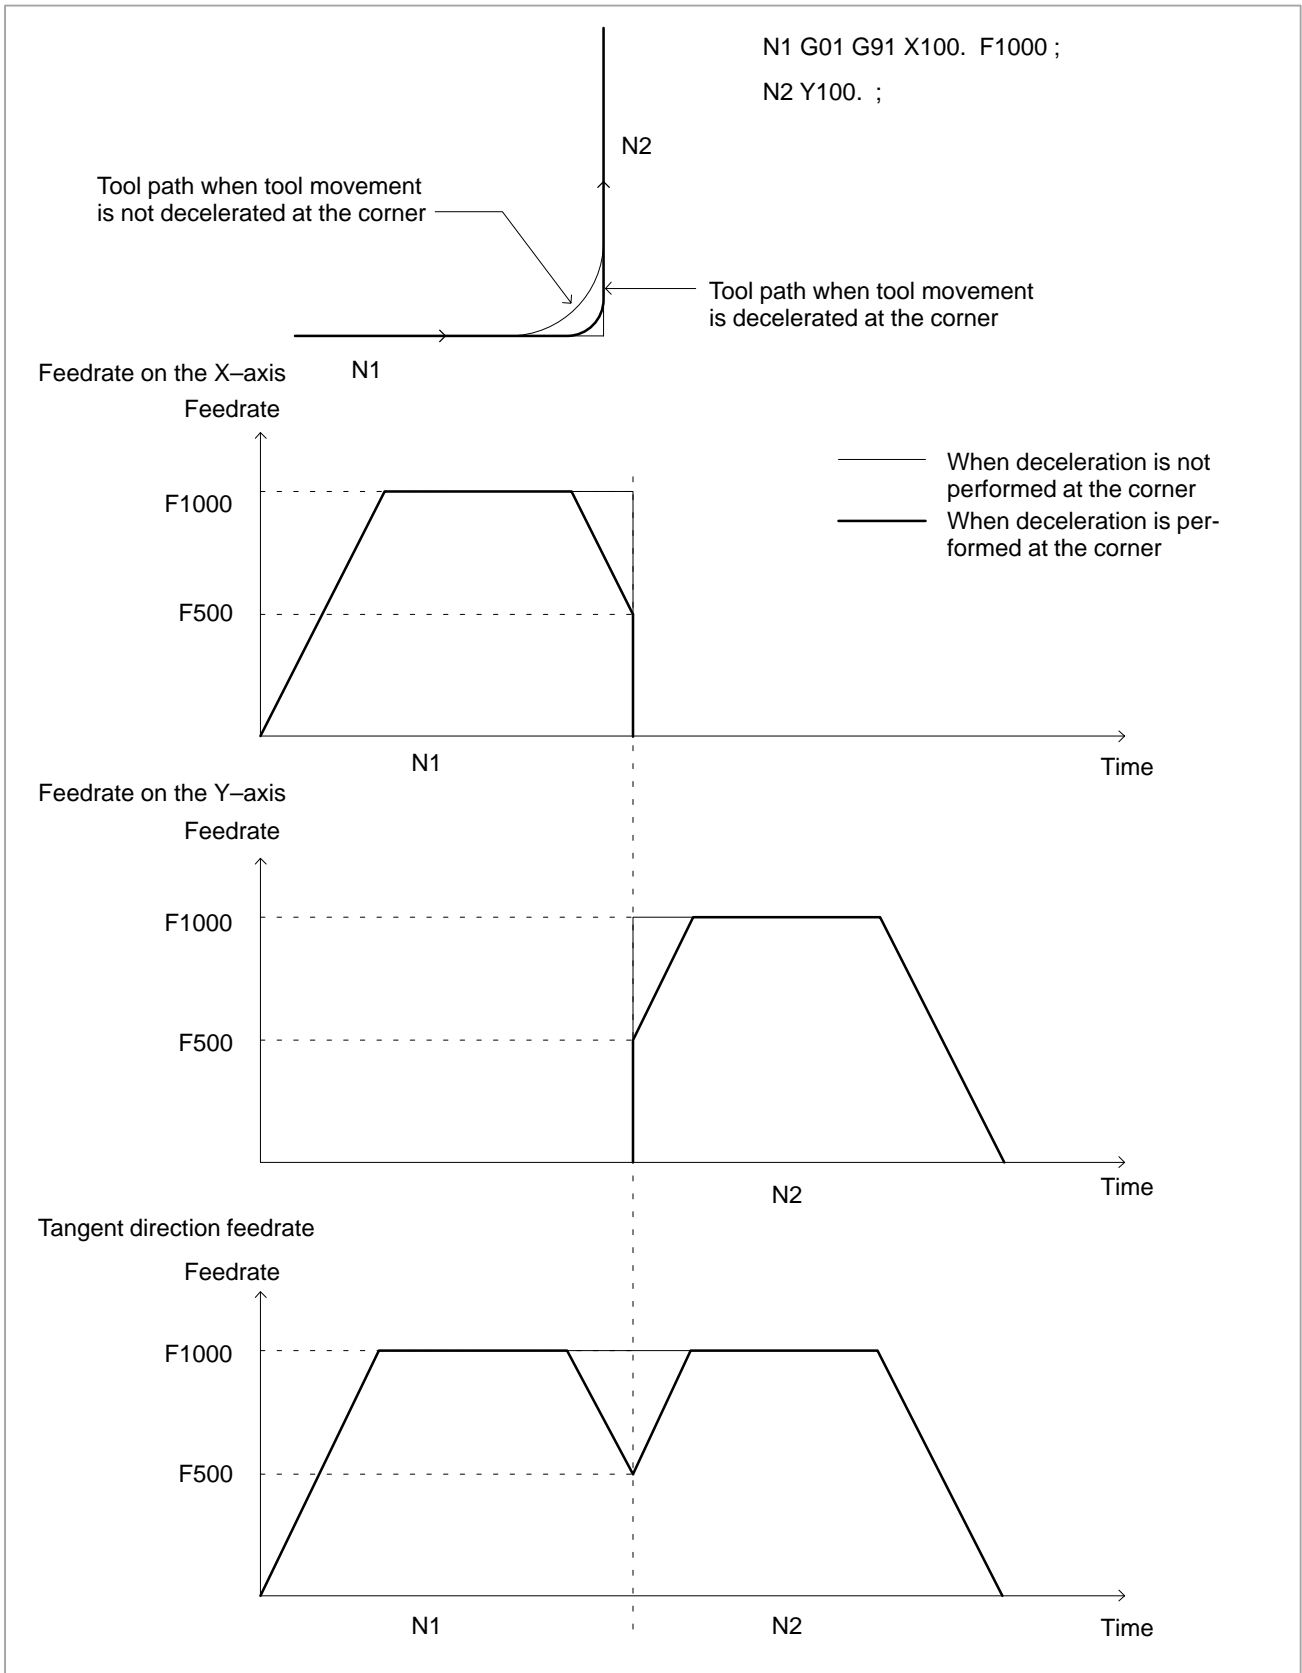 N1 G01 G91 X100.  F1000 ;
N2 Y100.  ;
N2
Tool path when tool movement
is not decelerated at the corner
Tool path when tool movement
is decelerated at the corner
N1
Feedrate on the X–axis
Feedrate
When deceleration is not
performed at the corner
When deceleration is per-
formed at the corner
F1000
F500
N1
Time
Feedrate on the Y–axis
Feedrate
F1000
F500
N2
Time
Tangent direction feedrate
Feedrate
F1000
F500
N1
N2
Time